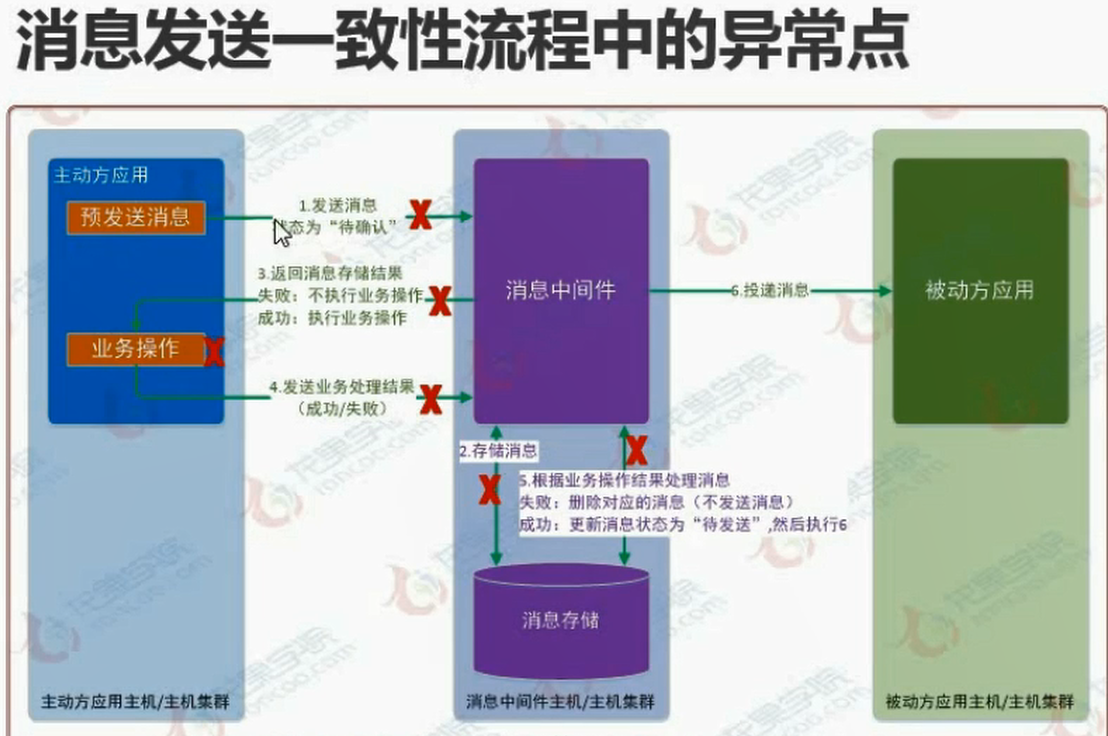 消息发送一致性流程中的异常点
主动方应用
预发送消息
1.发送消息
状态为“待确认”
X
3.返回消息存储结果
失败：不执行业务操作
成功：执行业务操作
X
业务操作
X
4.发送业务处理结果
（成功/失败）
X
消息中间件
6.投递消息
被动方应用
2.存储消息
X
X
5.根据业务操作结果处理消息
失败：删除对应的消息（不发送消息）
成功：更新消息状态为“待发送”,然后执行6
消息存储
主动方应用主机/主机集群
消息中间件主机/主机集群
被动方应用主机/主机集群
龙果学院
roncoo.com